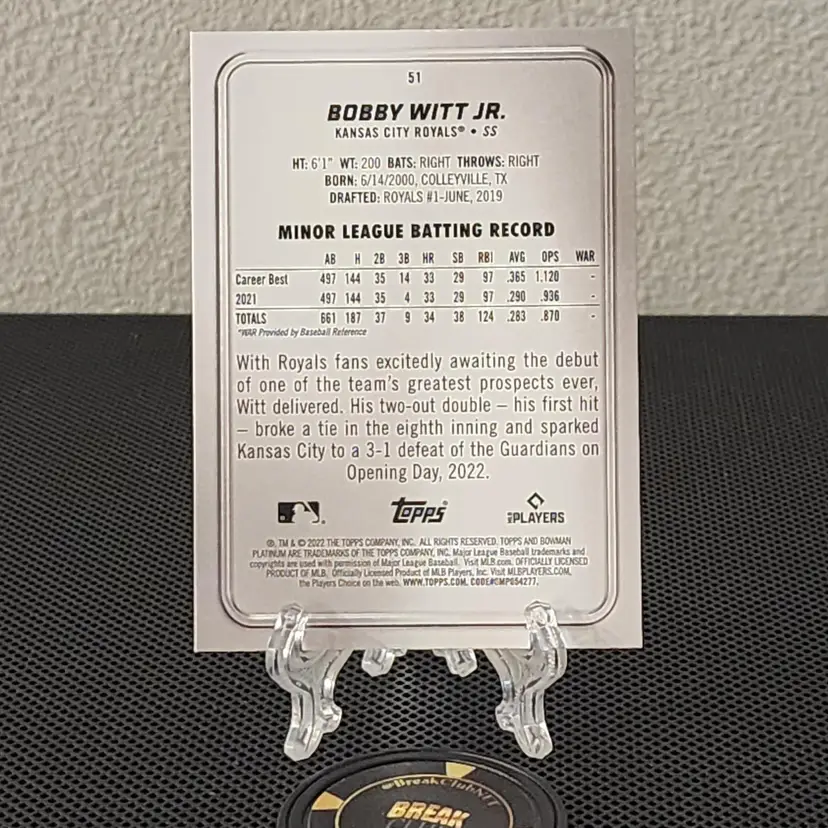 51
BOBBY WITT JR.
KANSAS CITY ROYALS® • SS
HT: 6'1" WT: 200 BATS: RIGHT THROWS: RIGHT
BORN: 6/14/2000, COLLEYVILLE, TX
DRAFTED: ROYALS #1-JUNE, 2019
MINOR LEAGUE BATTING RECORD
AB H 2B 3B HR SB RBI AVG OPS WAR
Career Best 497 144 35 14 33 29 97 .365 1.120 -
2021 497 144 35 4 33 29 97 .290 .936 -
TOTALS 661 187 37 9 34 38 124 .283 .870 -
*WAR Provided by Baseball Reference
With Royals fans excitedly awaiting the debut
of one of the team's greatest prospects ever,
Witt delivered. His two-out double – his first hit
– broke a tie in the eighth inning and sparked
Kansas City to a 3-1 defeat of the Guardians on
Opening Day, 2022.
Topps®
MLB PLAYERS
®, TM & © 2022 THE TOPPS COMPANY, INC. ALL RIGHTS RESERVED. TOPPS AND BOWMAN
PLATINUM ARE TRADEMARKS OF THE TOPPS COMPANY, INC. Major League Baseball trademarks and
copyrights are used with permission of Major League Baseball. Visit MLB.com. OFFICIALLY LICENSED
PRODUCT OF MLB. Officially Licensed Product of MLB Players, Inc. Visit MLBPLAYERS.COM,
the Players Choice on the web. WWW.TOPPS.COM. CODE#CMP054277.
@BreakClubNTT
BREAK